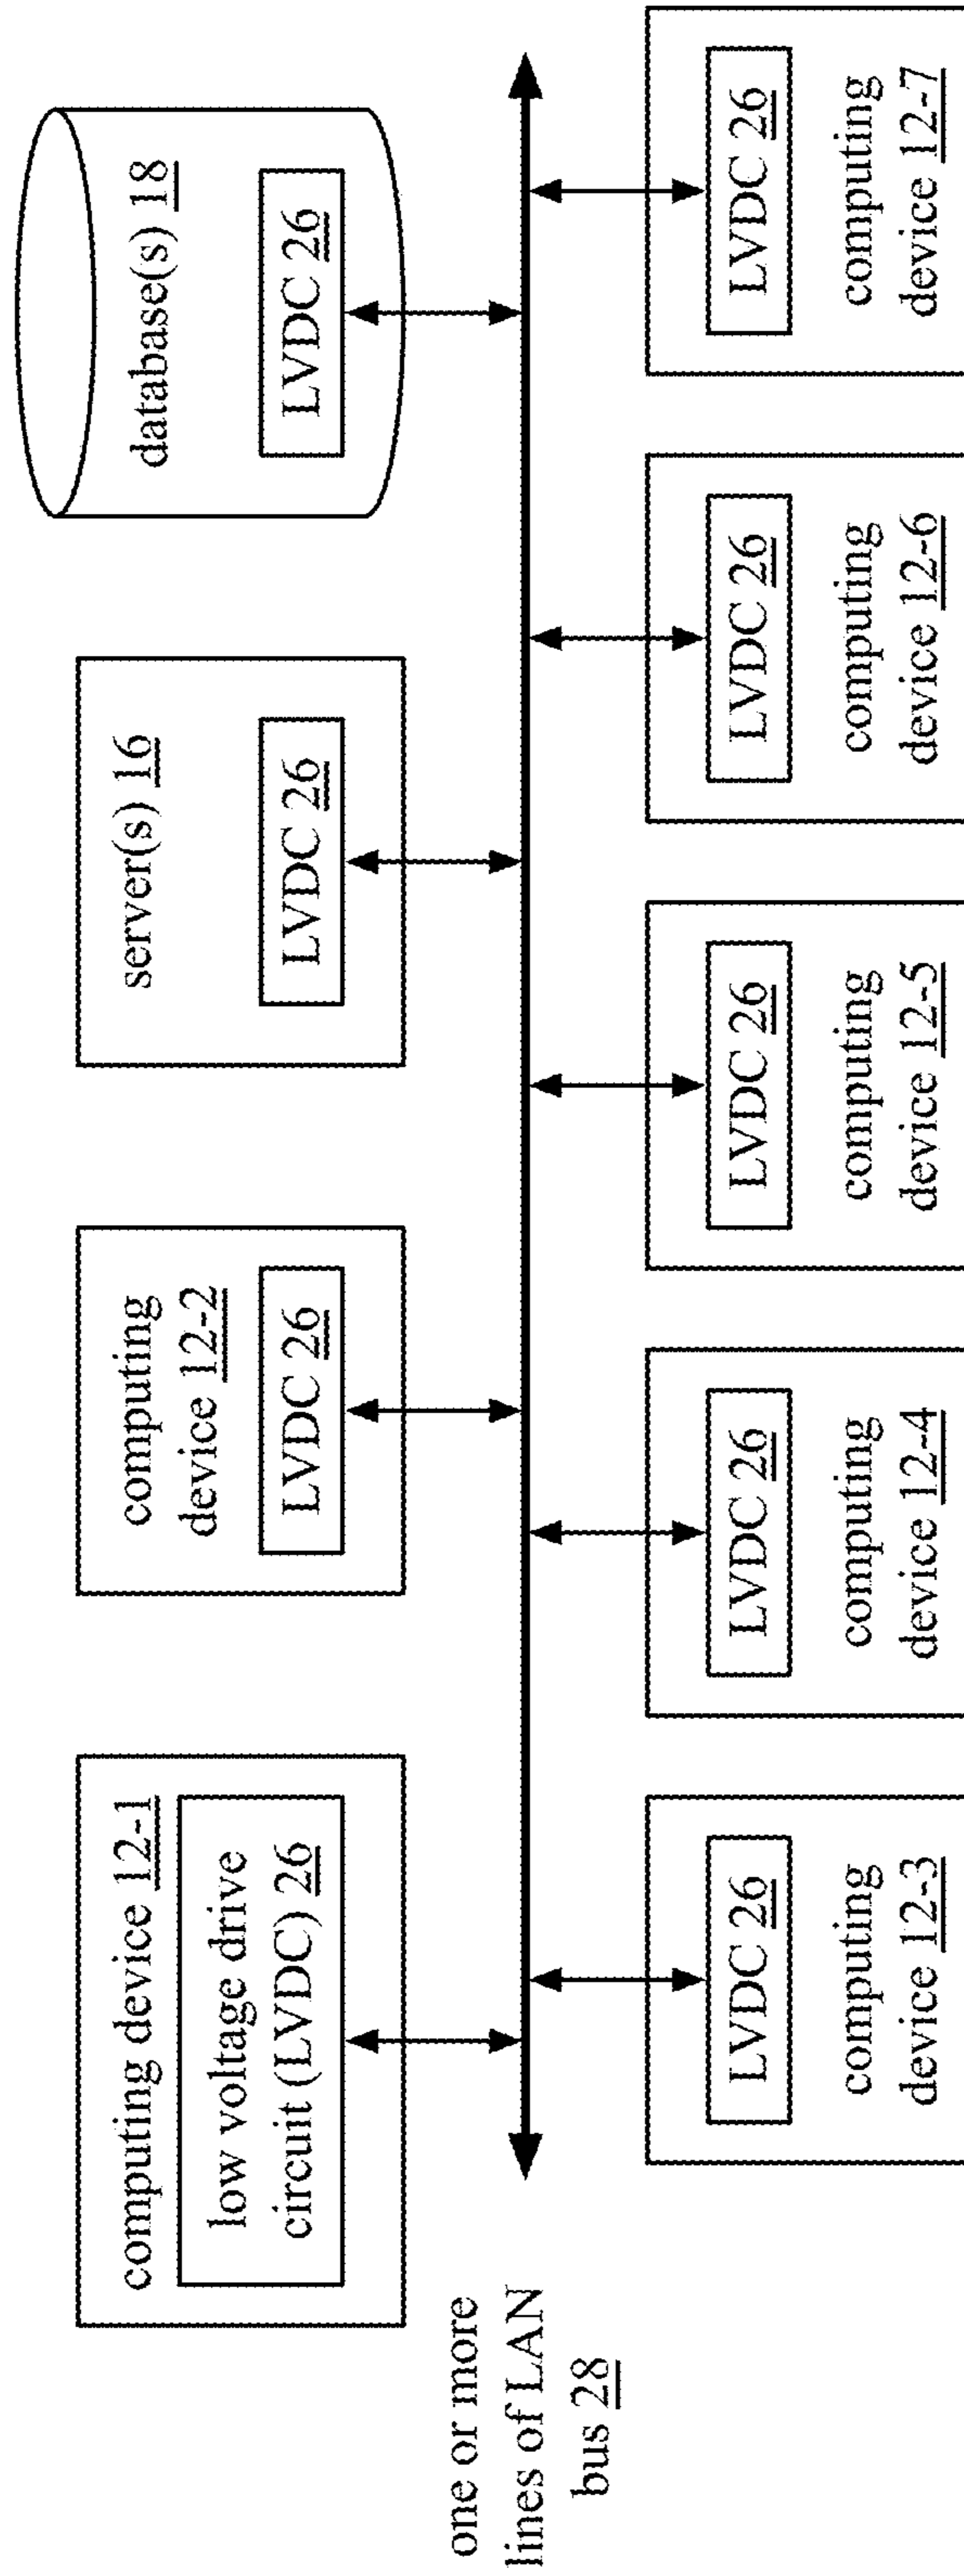 computing device 12-1
low voltage drive
circuit (LVDC) 26
computing
device 12-2
LVDC 26
server(s) 16
LVDC 26
database(s) 18
LVDC 26
one or more
lines of LAN
bus 28
LVDC 26
computing
device 12-3
LVDC 26
computing
device 12-4
LVDC 26
computing
device 12-5
LVDC 26
computing
device 12-6
LVDC 26
computing
device 12-7